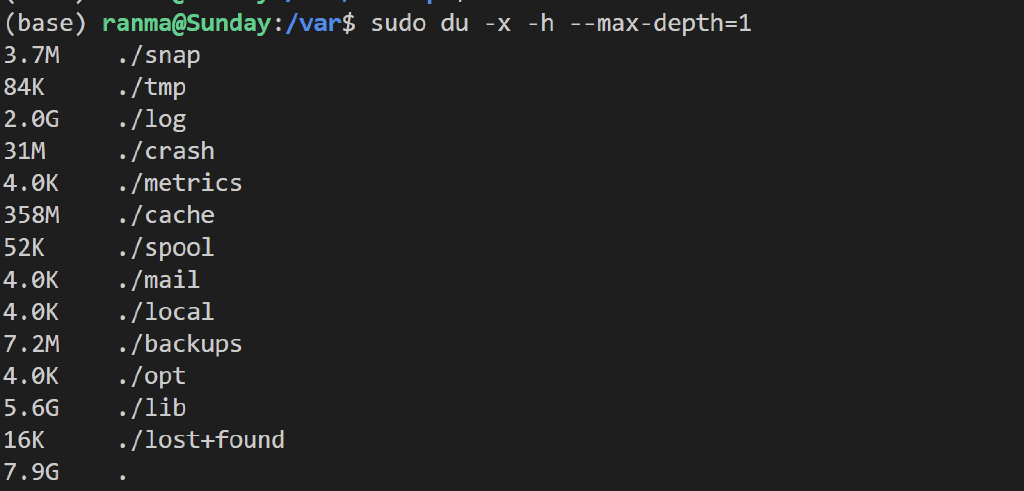 (base) ranma@Sunday:/var$ sudo du -x -h --max-depth=1
3.7M    ./snap
84K     ./tmp
2.0G    ./log
31M     ./crash
4.0K    ./metrics
358M    ./cache
52K     ./spool
4.0K    ./mail
4.0K    ./local
7.2M    ./backups
4.0K    ./opt
5.6G    ./lib
16K     ./lost+found
7.9G    .